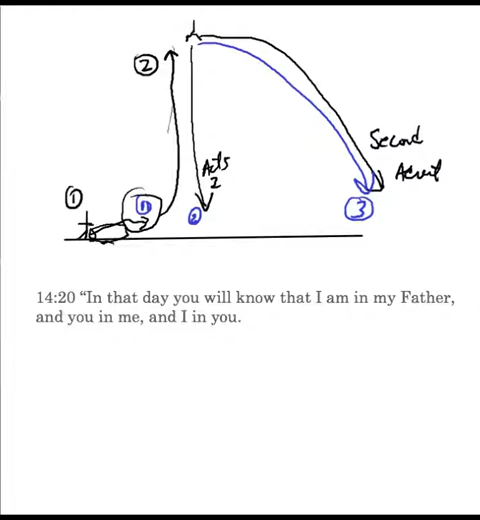 ②
Acts
2
Second
①
①
②
③
14:20 “In that day you will know that I am in my Father,
and you in me, and I in you.